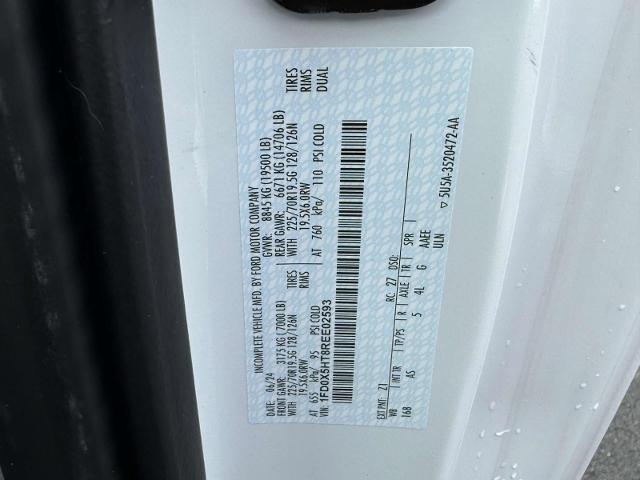 INCOMPLETE VEHICLE MFD. BY FORD MOTOR COMPANY
DATE: 06/24 GVWR: 8845 KG (19500 LB)
FRONT GAWR: 3175 KG (7000 LB) REAR GAWR: 6671 KG (14706 LB)
WITH 225/70R19.5G 128/126N TIRES WITH 225/70R19.5G 128/126N TIRES
19.5X6.0RW RIMS 19.5X6.0RW RIMS
AT 655 kPa/ 95 PSI COLD AT 760 kPa/ 110 PSI COLD DUAL
VIN: 1FD0X5HT8REE02593
EXT PNT: Z1 RC: 27 DSO:
WB INT TR TP/PS R AXLE TR SPR
168 AS 5 4L G AAEE
ULN
▽ 5U5A-3520472-AA